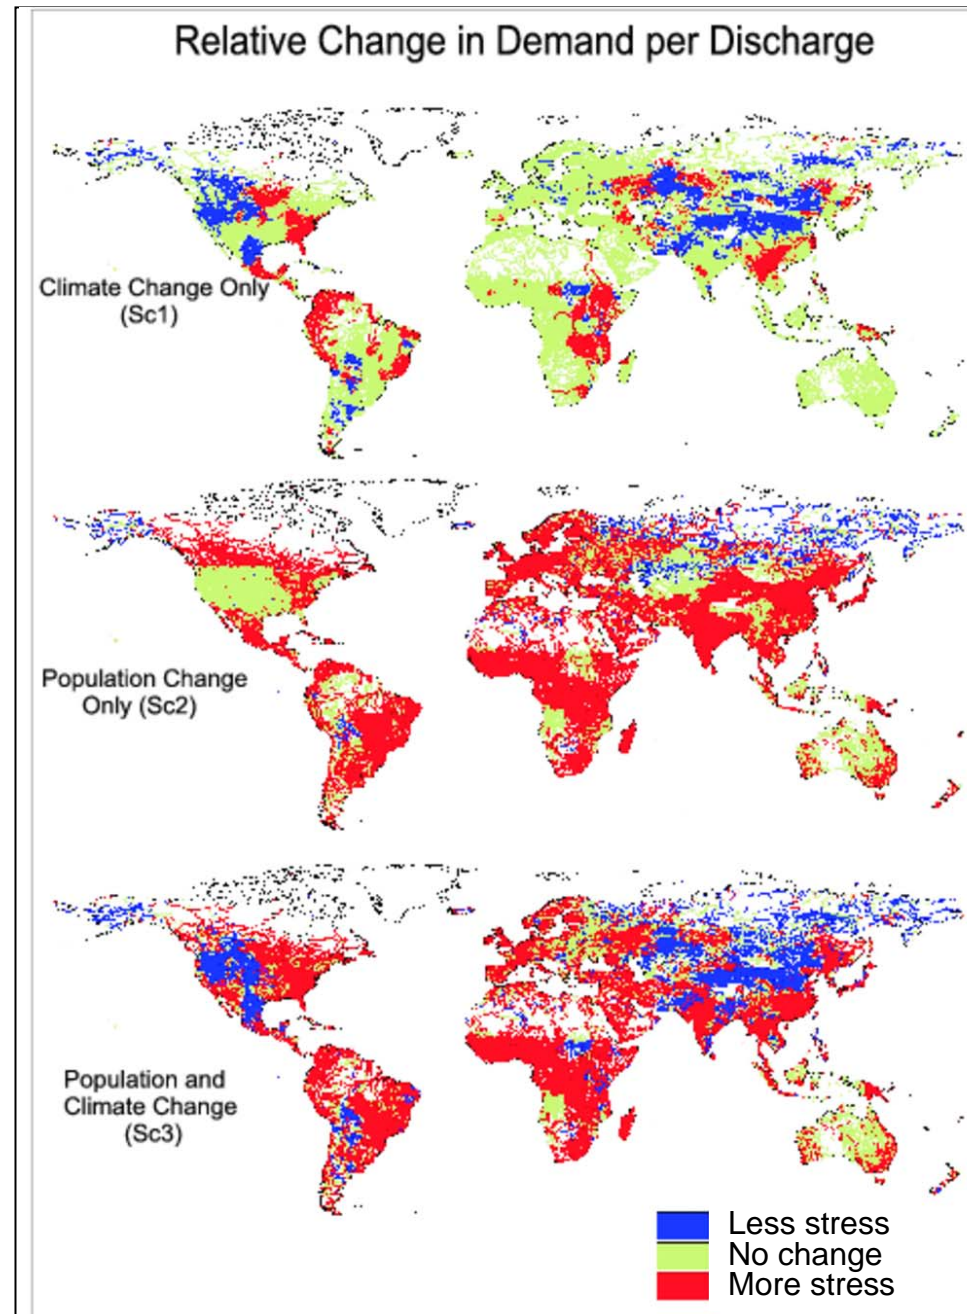 Relative Change in Demand per Discharge
Climate Change Only
(Sc1)
Population Change
Only (Sc2)
Population and
Climate Change
(Sc3)
Less stress
No change
More stress